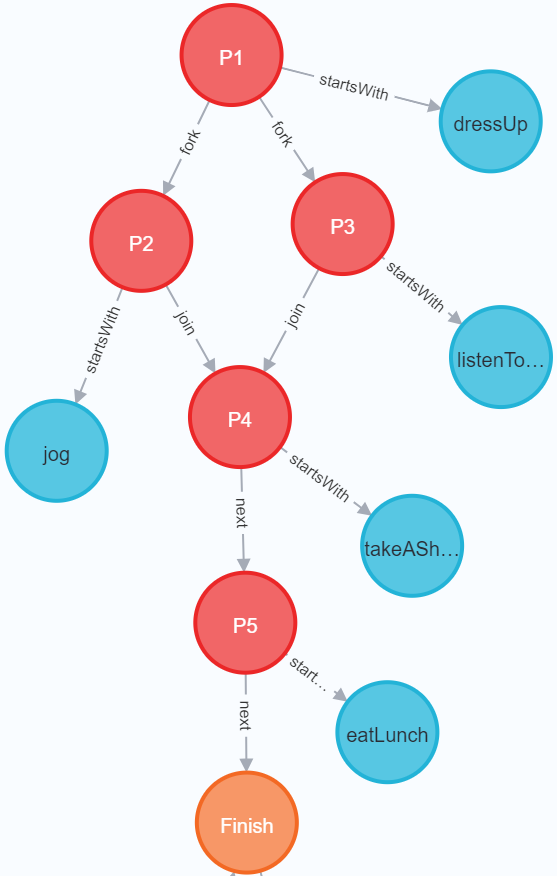 P1
startsWith
dressUp
fork
fork
P2
P3
startsWith
startsWith
join
join
listenTo...
P4
jog
startsWith
next
takeASh...
P5
start...
next
eatLunch
Finish